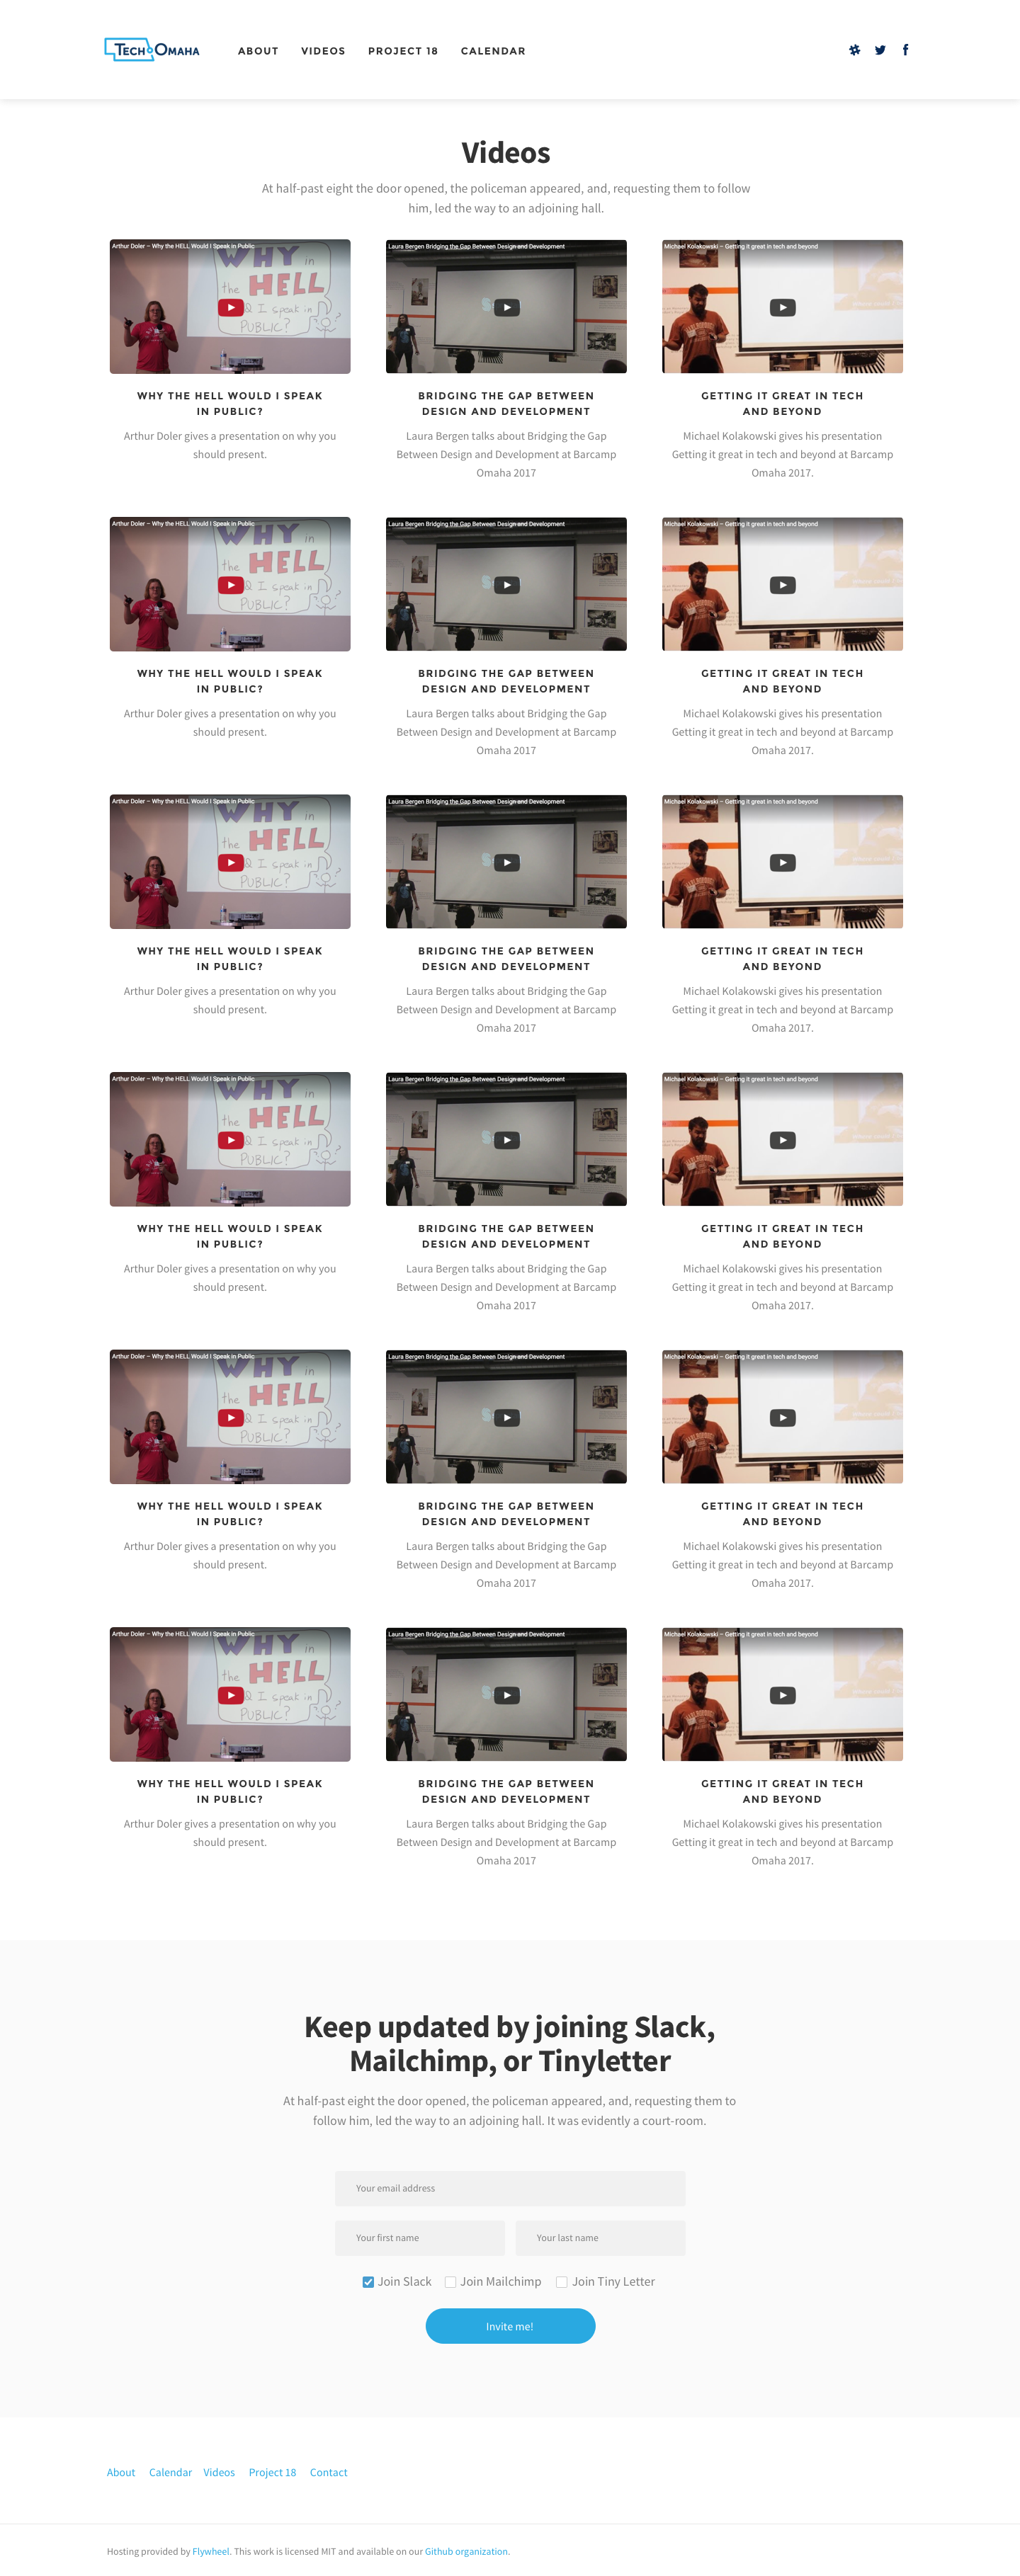 TECH OMAHA
ABOUT VIDEOS PROJECT 18 CALENDAR
Videos
At half-past eight the door opened, the policeman appeared, and, requesting them to follow
him, led the way to an adjoining hall.
Arthur Doler – Why the HELL Would I Speak in Public
WHY
in
the
HELL
would I speak in
PUBLIC?
Laura Bergen Bridging the Gap Between Design and Development
Michael Kolakowski – Getting it great in tech and beyond
WHY THE HELL WOULD I SPEAK
IN PUBLIC?
Arthur Doler gives a presentation on why you
should present.
BRIDGING THE GAP BETWEEN
DESIGN AND DEVELOPMENT
Laura Bergen talks about Bridging the Gap
Between Design and Development at Barcamp
Omaha 2017
GETTING IT GREAT IN TECH
AND BEYOND
Michael Kolakowski gives his presentation
Getting it great in tech and beyond at Barcamp
Omaha 2017.
Arthur Doler – Why the HELL Would I Speak in Public
WHY
in
the
HELL
I speak in
PUBLIC?
Laura Bergen Bridging the Gap Between Design and Development
Michael Kolakowski – Getting it great in tech and beyond
WHY THE HELL WOULD I SPEAK
IN PUBLIC?
Arthur Doler gives a presentation on why you
should present.
BRIDGING THE GAP BETWEEN
DESIGN AND DEVELOPMENT
Laura Bergen talks about Bridging the Gap
Between Design and Development at Barcamp
Omaha 2017
GETTING IT GREAT IN TECH
AND BEYOND
Michael Kolakowski gives his presentation
Getting it great in tech and beyond at Barcamp
Omaha 2017.
Arthur Doler – Why the HELL Would I Speak in Public
WHY
in
the
HELL
I speak in
PUBLIC?
Laura Bergen Bridging the Gap Between Design and Development
Michael Kolakowski – Getting it great in tech and beyond
WHY THE HELL WOULD I SPEAK
IN PUBLIC?
Arthur Doler gives a presentation on why you
should present.
BRIDGING THE GAP BETWEEN
DESIGN AND DEVELOPMENT
Laura Bergen talks about Bridging the Gap
Between Design and Development at Barcamp
Omaha 2017
GETTING IT GREAT IN TECH
AND BEYOND
Michael Kolakowski gives his presentation
Getting it great in tech and beyond at Barcamp
Omaha 2017.
Arthur Doler – Why the HELL Would I Speak in Public
WHY
in
the
HELL
I speak in
PUBLIC?
Laura Bergen Bridging the Gap Between Design and Development
Michael Kolakowski – Getting it great in tech and beyond
WHY THE HELL WOULD I SPEAK
IN PUBLIC?
Arthur Doler gives a presentation on why you
should present.
BRIDGING THE GAP BETWEEN
DESIGN AND DEVELOPMENT
Laura Bergen talks about Bridging the Gap
Between Design and Development at Barcamp
Omaha 2017
GETTING IT GREAT IN TECH
AND BEYOND
Michael Kolakowski gives his presentation
Getting it great in tech and beyond at Barcamp
Omaha 2017.
Arthur Doler – Why the HELL Would I Speak in Public
WHY
in
the
HELL
I speak in
PUBLIC?
Laura Bergen Bridging the Gap Between Design and Development
Michael Kolakowski – Getting it great in tech and beyond
WHY THE HELL WOULD I SPEAK
IN PUBLIC?
Arthur Doler gives a presentation on why you
should present.
BRIDGING THE GAP BETWEEN
DESIGN AND DEVELOPMENT
Laura Bergen talks about Bridging the Gap
Between Design and Development at Barcamp
Omaha 2017
GETTING IT GREAT IN TECH
AND BEYOND
Michael Kolakowski gives his presentation
Getting it great in tech and beyond at Barcamp
Omaha 2017.
Arthur Doler – Why the HELL Would I Speak in Public
WHY
in
the
HELL
I speak in
PUBLIC?
Laura Bergen Bridging the Gap Between Design and Development
Michael Kolakowski – Getting it great in tech and beyond
WHY THE HELL WOULD I SPEAK
IN PUBLIC?
Arthur Doler gives a presentation on why you
should present.
BRIDGING THE GAP BETWEEN
DESIGN AND DEVELOPMENT
Laura Bergen talks about Bridging the Gap
Between Design and Development at Barcamp
Omaha 2017
GETTING IT GREAT IN TECH
AND BEYOND
Michael Kolakowski gives his presentation
Getting it great in tech and beyond at Barcamp
Omaha 2017.
Keep updated by joining Slack,
Mailchimp, or Tinyletter
At half-past eight the door opened, the policeman appeared, and, requesting them to
follow him, led the way to an adjoining hall. It was evidently a court-room.
Your email address
Your first name Your last name
Join Slack Join Mailchimp Join Tiny Letter
Invite me!
About Calendar Videos Project 18 Contact
Hosting provided by Flywheel. This work is licensed MIT and available on our Github organization.